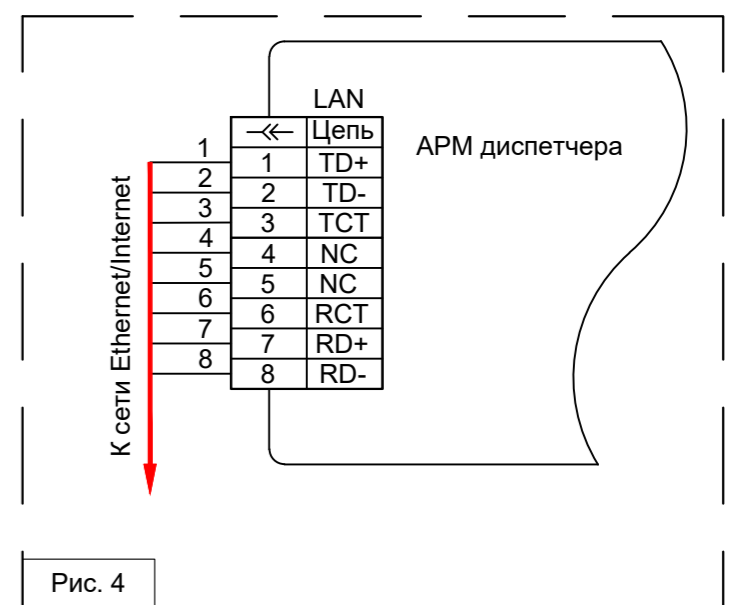 LAN
Цепь
АРМ диспетчера
1 1 TD+
2 2 TD-
3 3 TCT
4 4 NC
5 5 NC
6 6 RCT
7 7 RD+
8 8 RD-
К сети Ethernet/Internet
Рис. 4